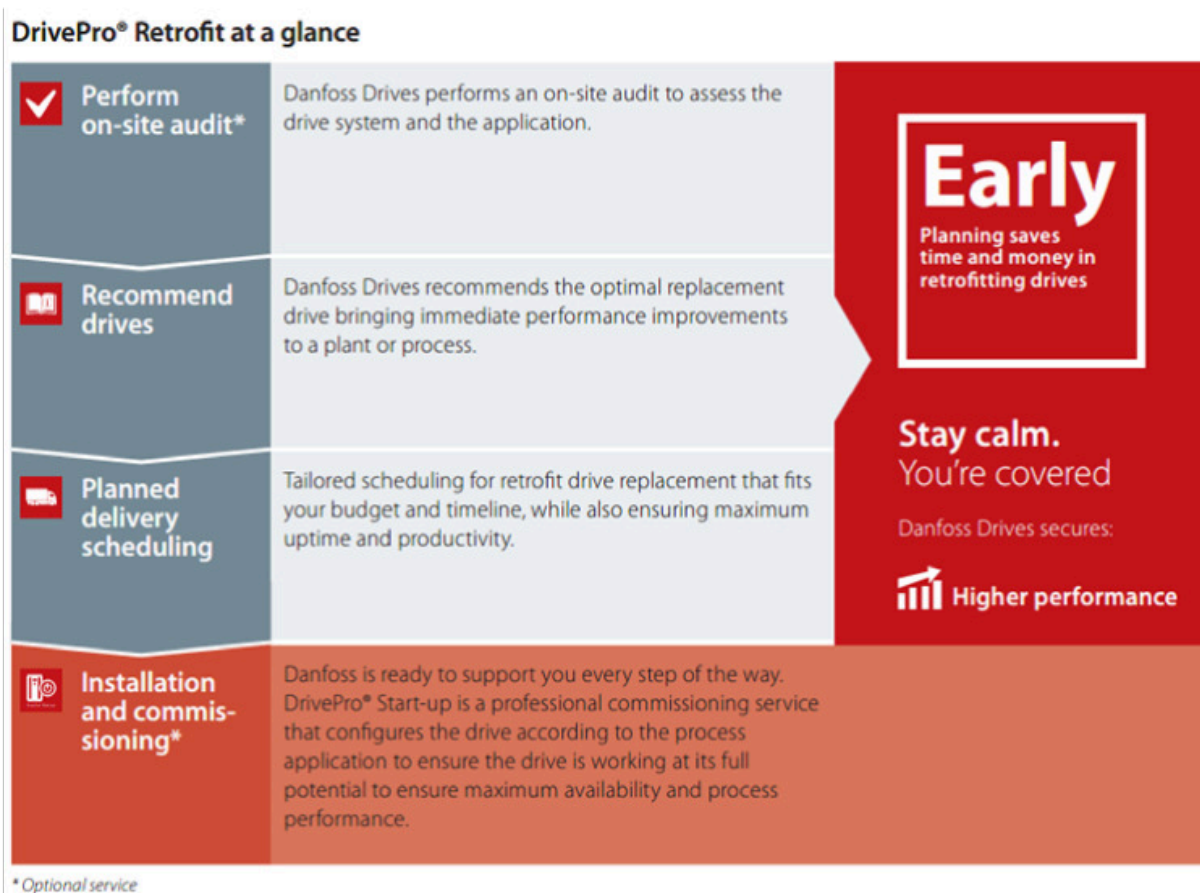 DrivePro® Retrofit at a glance
Perform
on-site audit*
Danfoss Drives performs an on-site audit to assess the
drive system and the application.
Recommend
drives
Danfoss Drives recommends the optimal replacement
drive bringing immediate performance improvements
to a plant or process.
Planned
delivery
scheduling
Tailored scheduling for retrofit drive replacement that fits
your budget and timeline, while also ensuring maximum
uptime and productivity.
Installation
and commis-
sioning*
Danfoss is ready to support you every step of the way.
DrivePro® Start-up is a professional commissioning service
that configures the drive according to the process
application to ensure the drive is working at its full
potential to ensure maximum availability and process
performance.
Early
Planning saves
time and money in
retrofitting drives
Stay calm.
You're covered
Danfoss Drives secures:
Higher performance
* Optional service